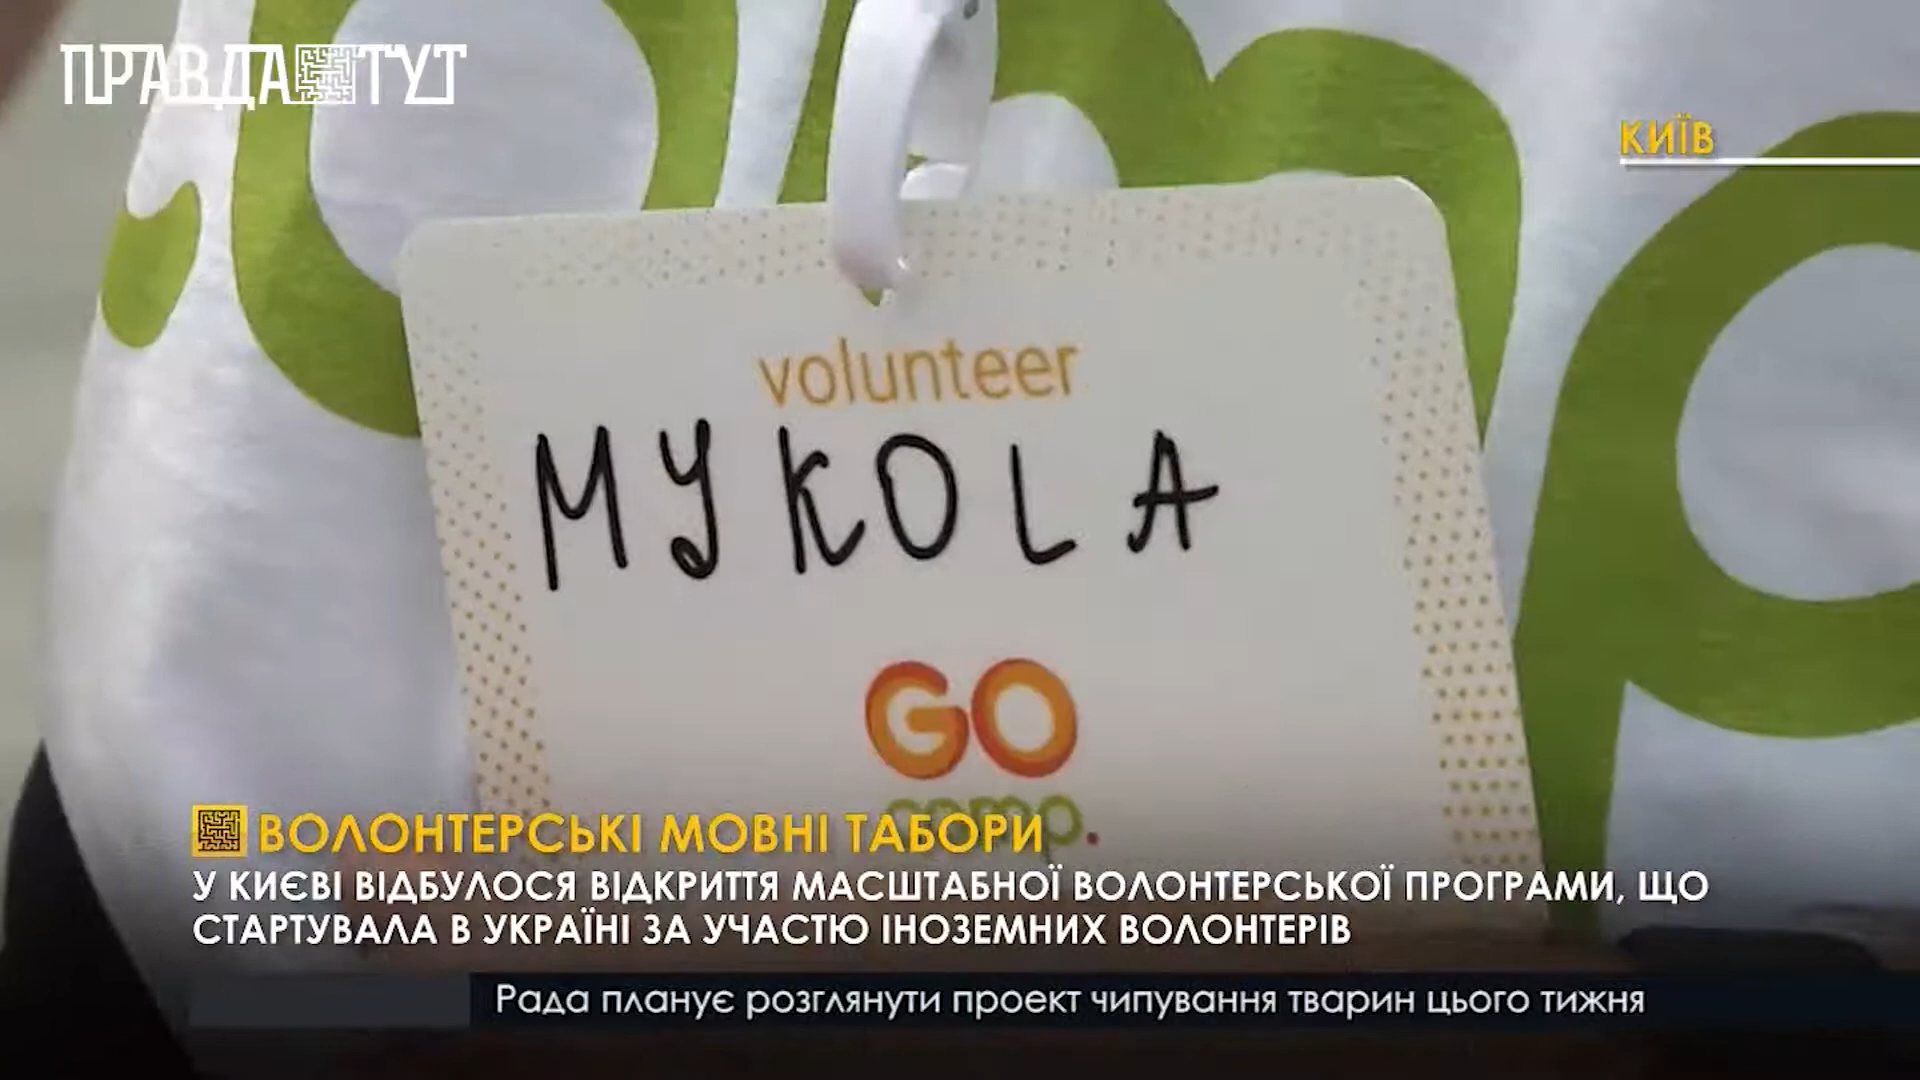 ПРАВДА ТУТ
КИЇВ
volunteer
MYKOLA
GO
camp.
ВОЛОНТЕРСЬКІ МОВНІ ТАБОРИ
У КИЄВІ ВІДБУЛОСЯ ВІДКРИТТЯ МАСШТАБНОЇ ВОЛОНТЕРСЬКОЇ ПРОГРАМИ, ЩО
СТАРТУВАЛА В УКРАЇНІ ЗА УЧАСТЮ ІНОЗЕМНИХ ВОЛОНТЕРІВ
Рада планує розглянути проект чипування тварин цього тижня